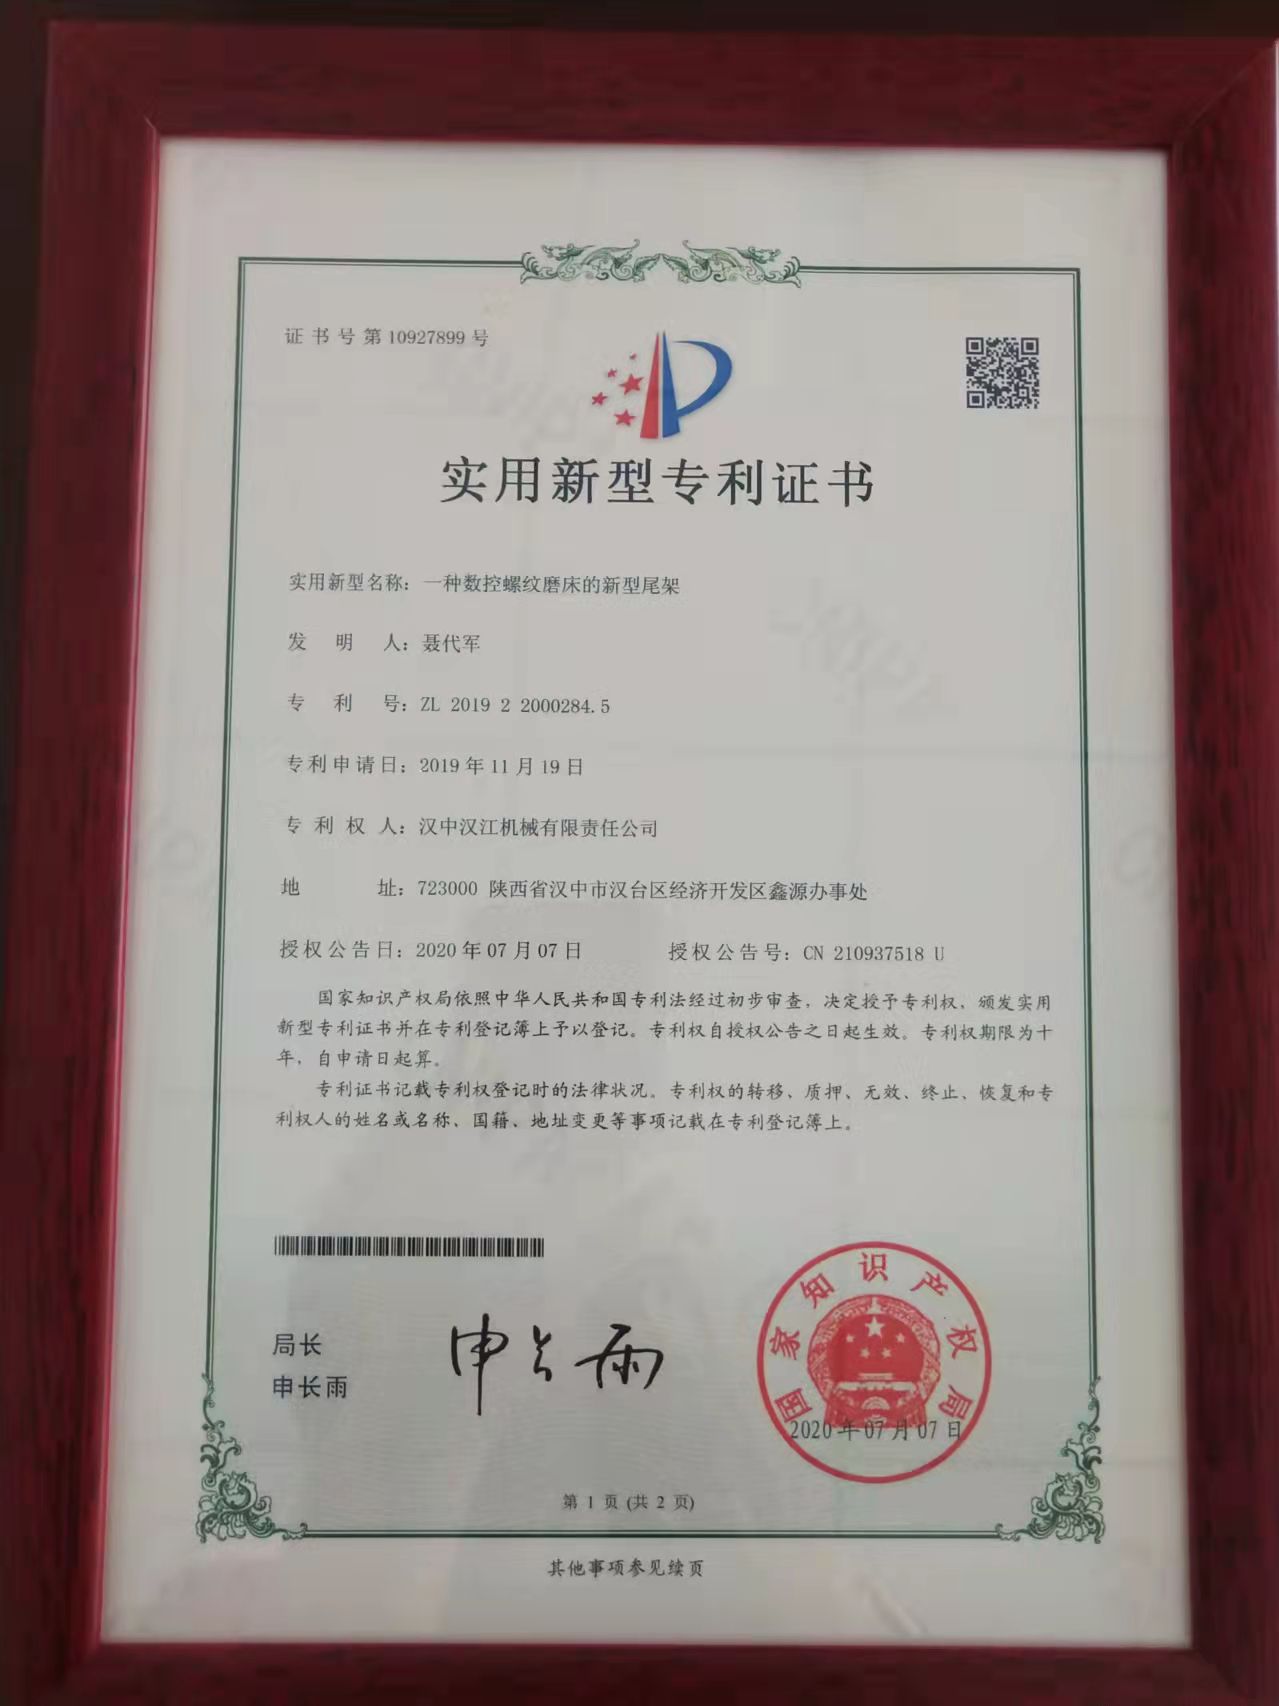 证书号第10927899号
实用新型专利证书
实用新型名称：一种数控螺纹磨床的新型尾架
发明人：聂代军
专利号：ZL 2019 2 2000284.5
专利申请日：2019年11月19日
专利权人：汉中汉江机械有限责任公司
地址：723000 陕西省汉中市汉台区经济开发区鑫源办事处
授权公告日：2020年07月07日 授权公告号：CN 210937518 U
国家知识产权局依照中华人民共和国专利法经过初步审查，决定授予专利权，颁发实用
新型专利证书并在专利登记簿上予以登记。专利权自授权公告之日起生效。专利权期限为十
年，自申请日起算。
专利证书记载专利权登记时的法律状况。专利权的转移、质押、无效、终止、恢复和专
利权人的姓名或名称、国籍、地址变更等事项记载在专利登记簿上。
局长
申长雨
申长雨
国家知识产权局
2020年07月07日
第 1 页 (共 2 页)
其他事项参见续页